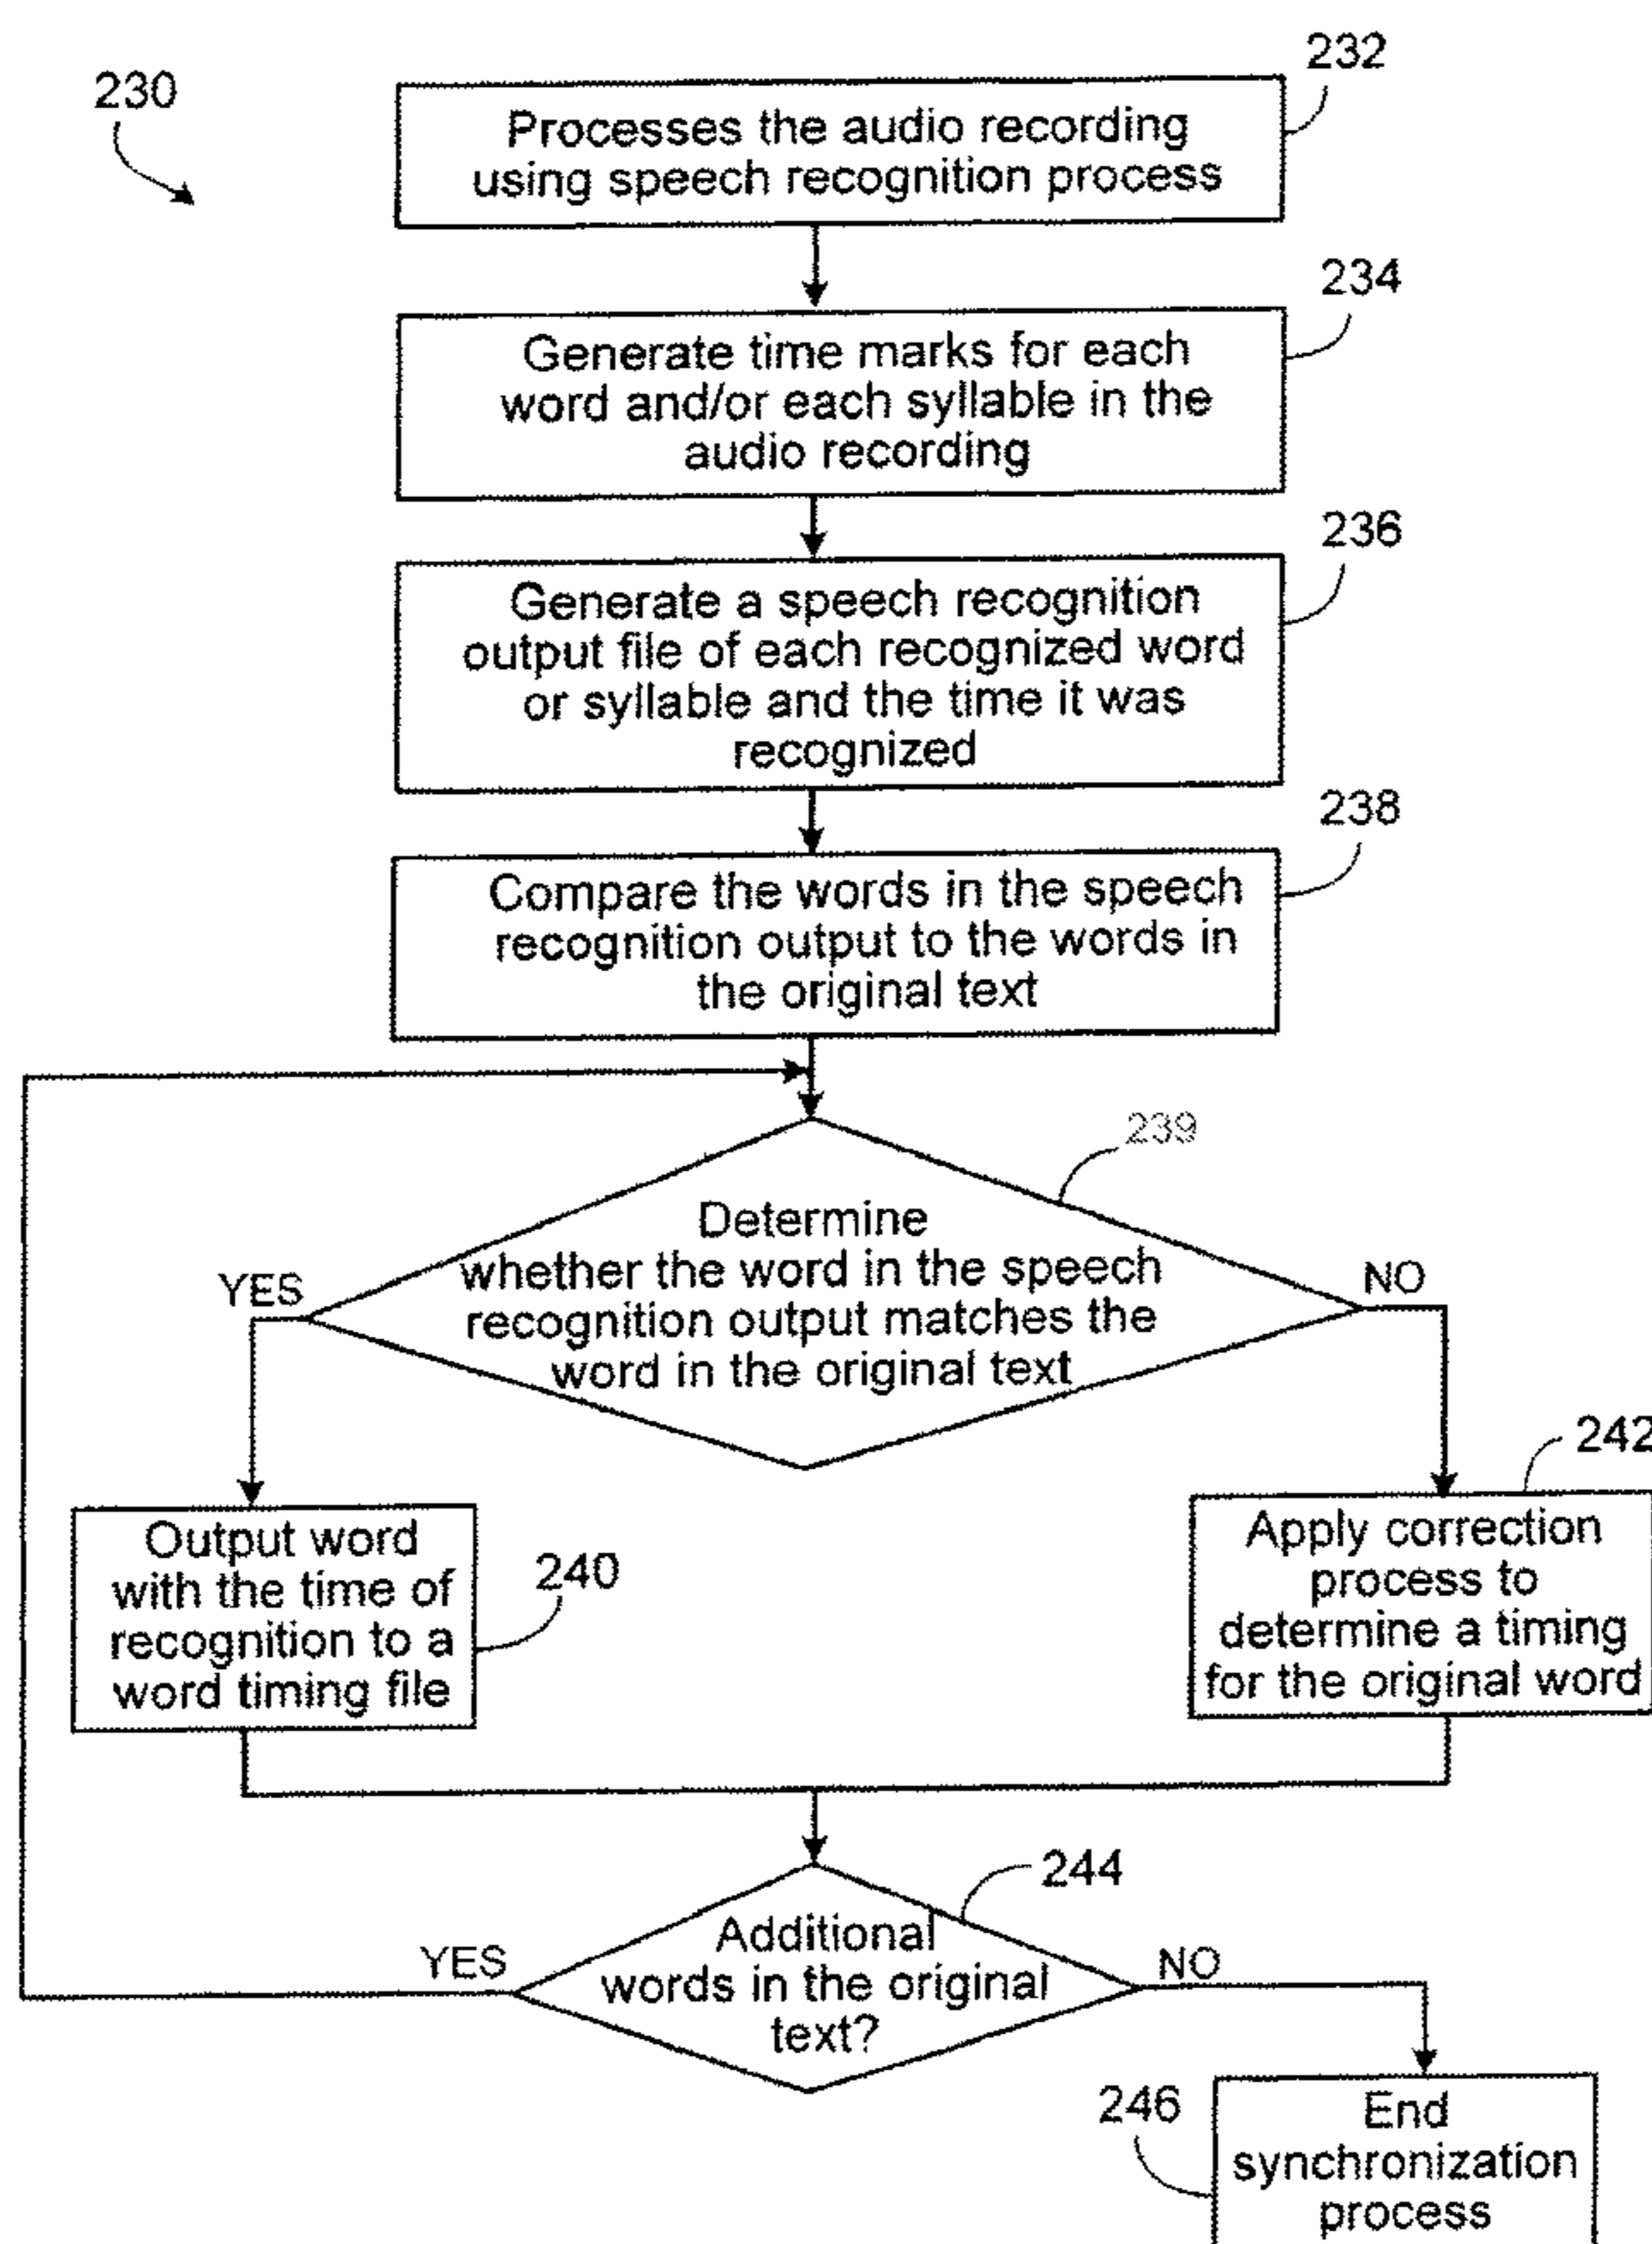 230
232
Processes the audio recording
using speech recognition process
234
Generate time marks for each
word and/or each syllable in the
audio recording
236
Generate a speech recognition
output file of each recognized word
or syllable and the time it was
recognized
238
Compare the words in the speech
recognition output to the words in
the original text
239
Determine
whether the word in the speech
recognition output matches the
word in the original text
YES
NO
240
Output word
with the time of
recognition to a
word timing file
242
Apply correction
process to
determine a timing
for the original word
244
Additional
words in the original
text?
YES
NO
246
End
synchronization
process